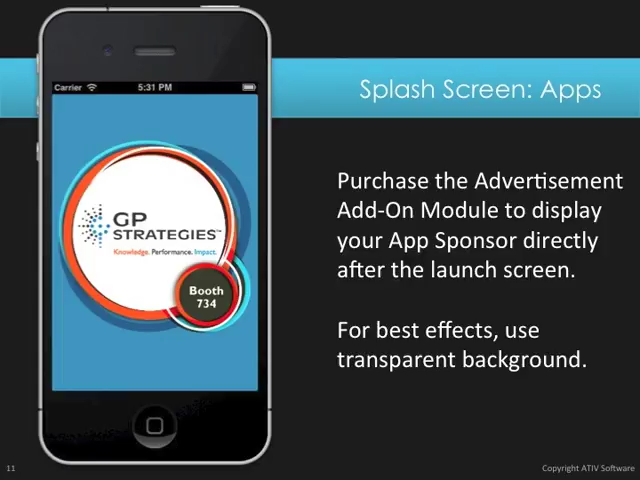 Splash Screen: Apps
Carrier 5:31 PM
GP
STRATEGIES™
Knowledge. Performance. Impact.
Booth
734
Purchase the Advertisement
Add-On Module to display
your App Sponsor directly
after the launch screen.
For best effects, use
transparent background.
11
Copyright ATIV Software